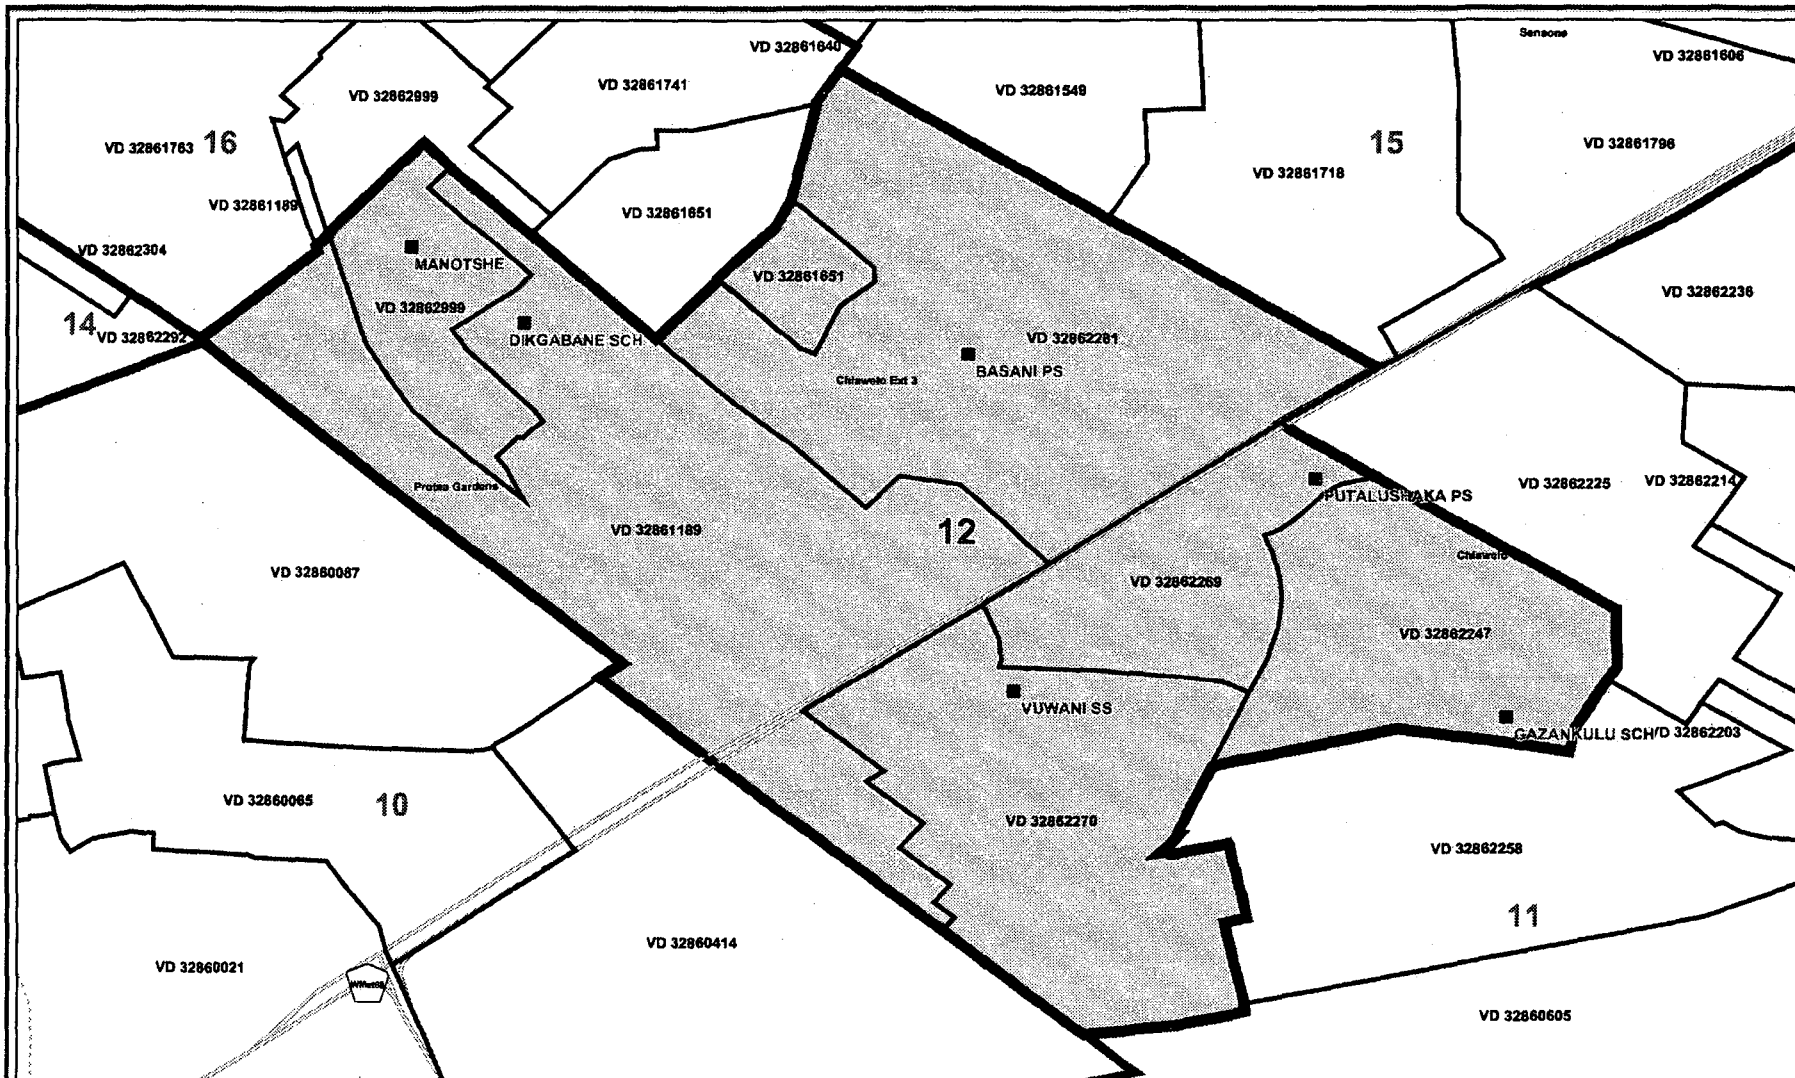 Senaone
VD 32861640
VD 32861606
VD 32861741
VD 32861549
VD 32862999
16
15
VD 32861763
VD 32861796
VD 32861718
VD 32861189
VD 32861651
VD 32862304
MANOTSHE
VD 32861651
VD 32862236
VD 32862999
14
VD 32862292
DIKGABANE SCH
VD 32862281
BASANI PS
Chiawelo Ext 3
Protea Gardens
VD 32862225
VD 32862214
PUTALUSHAKA PS
VD 32861189
12
Chiawelo
VD 32860087
VD 32862269
VD 32862247
VUWANI SS
GAZANKULU SCH
VD 32862203
VD 32860065
10
VD 32862270
VD 32862258
11
VD 32860414
VD 32860021
VD 32860605